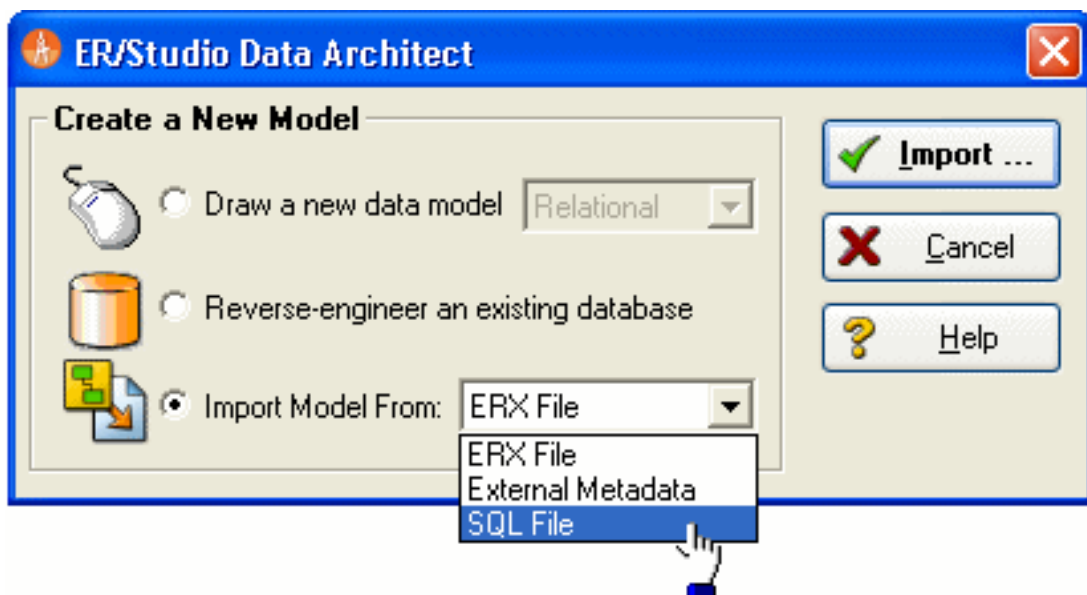 ER/Studio Data Architect
Create a New Model
Draw a new data model Relational
Reverse-engineer an existing database
Import Model From: ERX File
ERX File
External Metadata
SQL File
Import ...
Cancel
Help